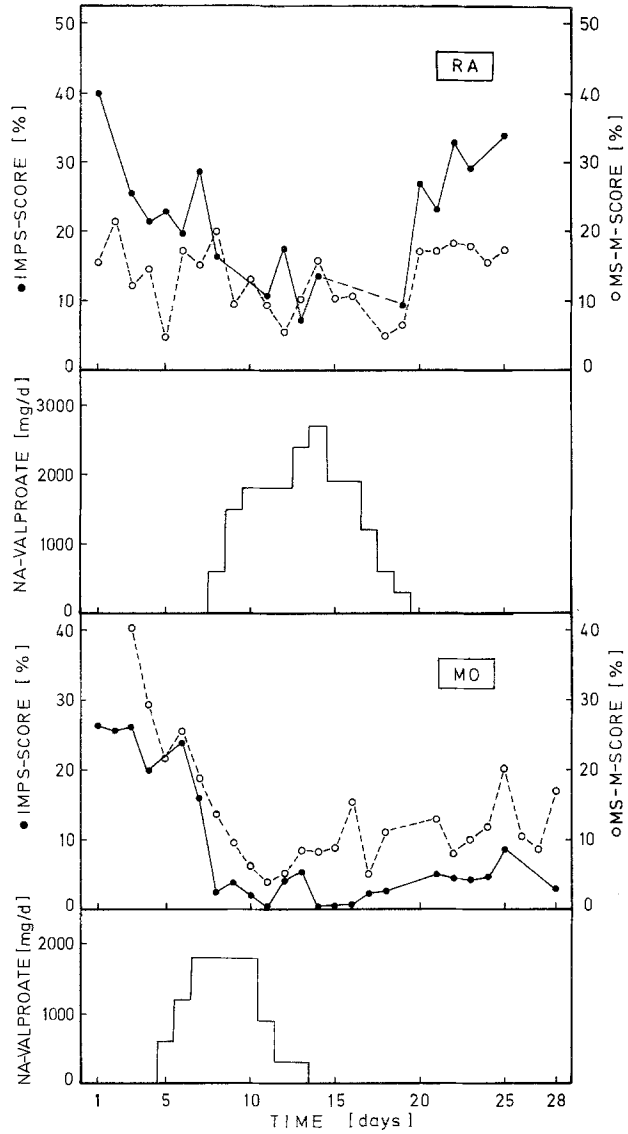 50
40
30
20
10
0
●IMPS-SCORE [%]
RA
50
40
30
20
10
0
○MS-M-SCORE [%]
3000
2000
1000
0
NA-VALPROATE [mg/d]
40
30
20
10
0
●IMPS-SCORE [%]
MO
40
30
20
10
0
○MS-M-SCORE [%]
2000
1000
0
NA-VALPROATE [mg/d]
1 5 10 15 20 25 28
TIME [days]